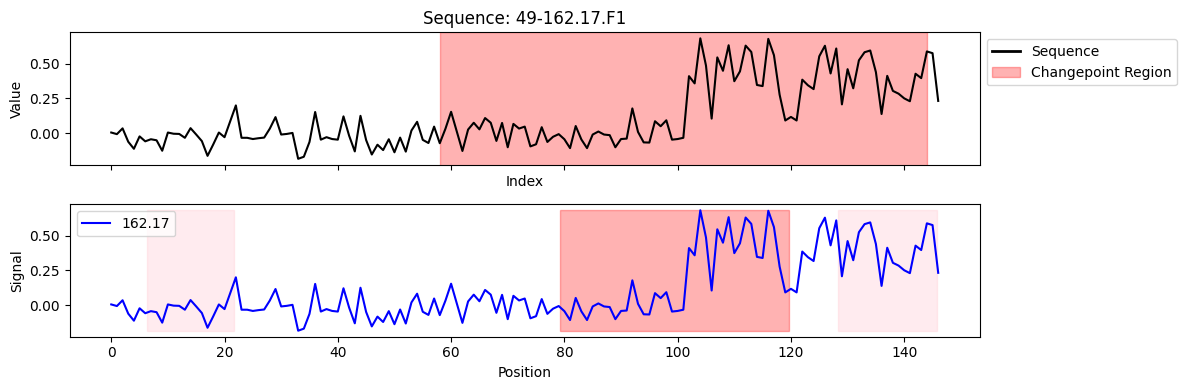 Sequence: 49-162.17.F1
Value
0.50
0.25
0.00
Index
Sequence
Changepoint Region
162.17
Signal
0.50
0.25
0.00
0 20 40 60 80 100 120 140
Position